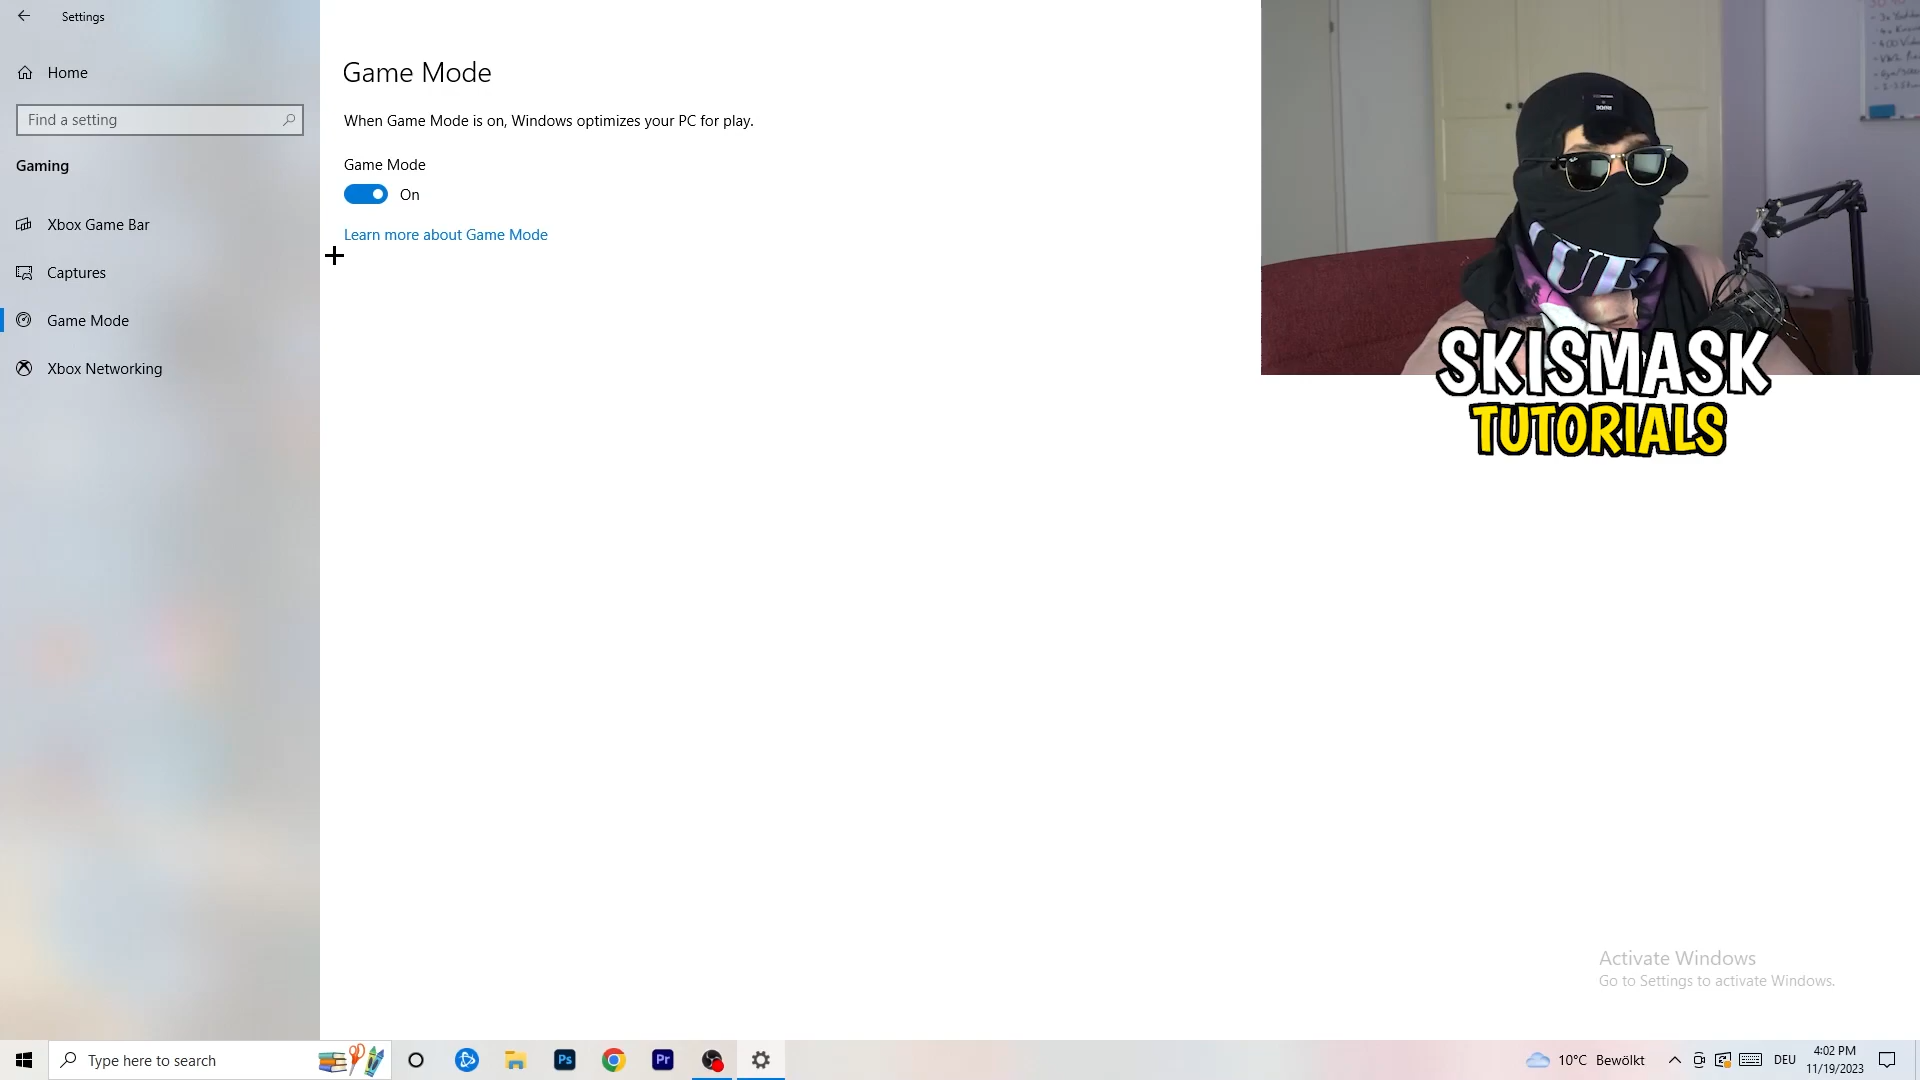 Settings
Home
Find a setting
Gaming
Xbox Game Bar
Captures
Game Mode
Xbox Networking
Game Mode
When Game Mode is on, Windows optimizes your PC for play.
Game Mode
On
Learn more about Game Mode
SKISMASK
TUTORIALS
Activate Windows
Go to Settings to activate Windows.
Type here to search
Ps
Pr
10°C Bewölkt
DEU
4:02 PM
11/19/2023